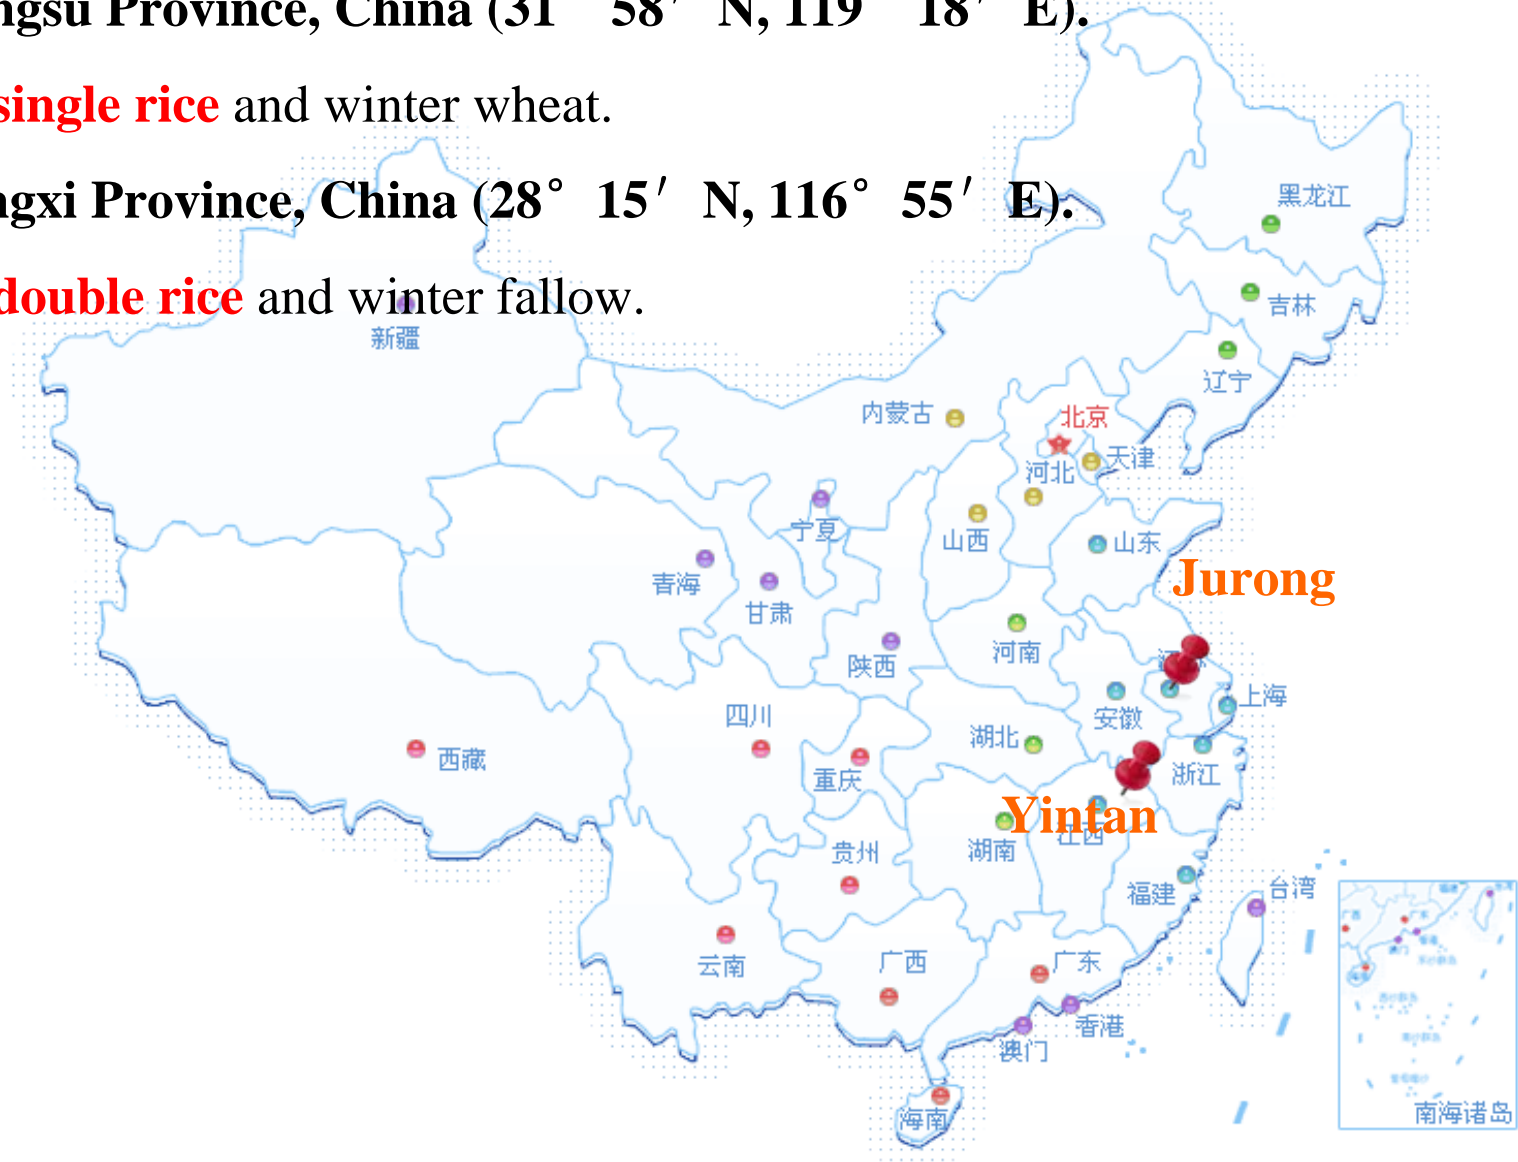 ngsu Province, China (31 58′ N, 119 18′ E).
single rice and winter wheat.
ngxi Province, China (28° 15′ N, 116° 55′ E).
double rice and winter fallow.
黑龙江
吉林
新疆
辽宁
内蒙古
北京
天津
河北
宁夏
山西
山东
青海
Jurong
甘肃
河南
陕西
上海
四川
安徽
湖北
西藏
重庆
浙江
Yintan
江西
湖南
贵州
福建
台湾
云南
广西
广东
香港
澳门
海南
南海诸岛